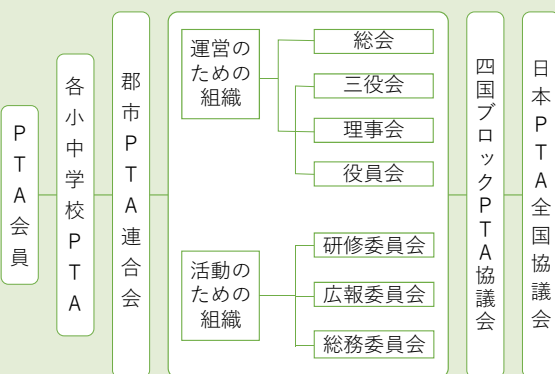 PTA会員
各小中学校PTA
郡市PTA連合会
運営の
ための
組織
総会
三役会
理事会
役員会
活動の
ための
組織
研修委員会
広報委員会
総務委員会
四国ブロックPTA協議会
日本PTA全国協議会